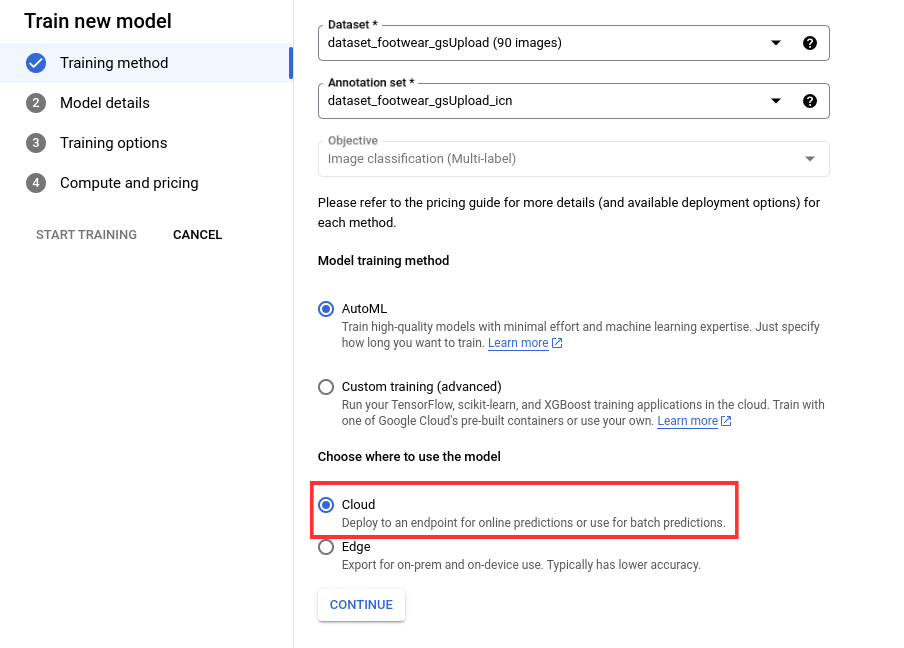 Train new model
Training method
2 Model details
3 Training options
4 Compute and pricing
START TRAINING CANCEL
Dataset *
dataset_footwear_gsUpload (90 images)
?
Annotation set *
dataset_footwear_gsUpload_icn
?
Objective
Image classification (Multi-label)
Please refer to the pricing guide for more details (and available deployment options) for
each method.
Model training method
AutoML
Train high-quality models with minimal effort and machine learning expertise. Just specify
how long you want to train. Learn more
Custom training (advanced)
Run your TensorFlow, scikit-learn, and XGBoost training applications in the cloud. Train with
one of Google Cloud's pre-built containers or use your own. Learn more
Choose where to use the model
Cloud
Deploy to an endpoint for online predictions or use for batch predictions.
Edge
Export for on-prem and on-device use. Typically has lower accuracy.
CONTINUE